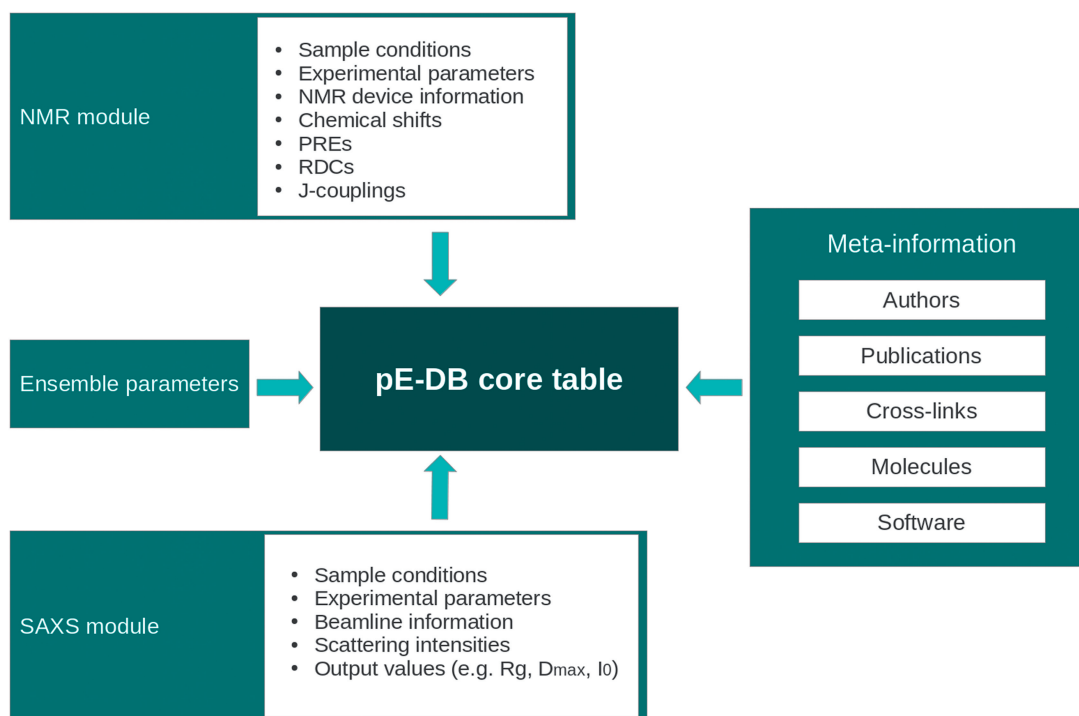 NMR module
• Sample conditions
• Experimental parameters
• NMR device information
• Chemical shifts
• PREs
• RDCs
• J-couplings
Ensemble parameters
pE-DB core table
Meta-information
Authors
Publications
Cross-links
Molecules
Software
SAXS module
• Sample conditions
• Experimental parameters
• Beamline information
• Scattering intensities
• Output values (e.g. Rg, Dmax, I0)